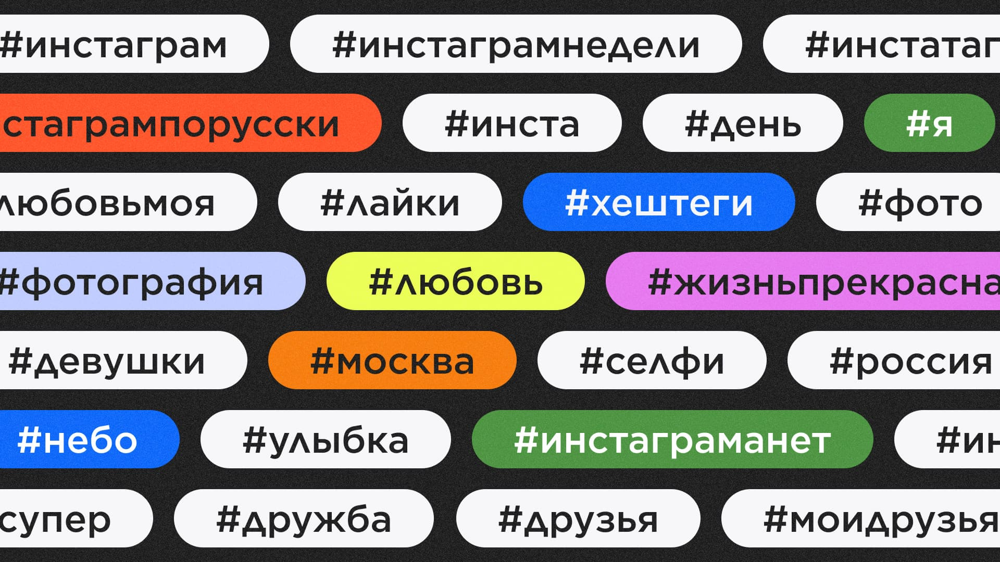 #инстаграм #инстаграмнедели #инстатаг
стагрампорусски #инста #день #я
любовьмоя #лайки #хештеги #фото
#фотография #любовь #жизньпрекрасна
#девушки #москва #селфи #россия
#небо #улыбка #инстаграманет #ин
супер #дружба #друзья #моидрузья